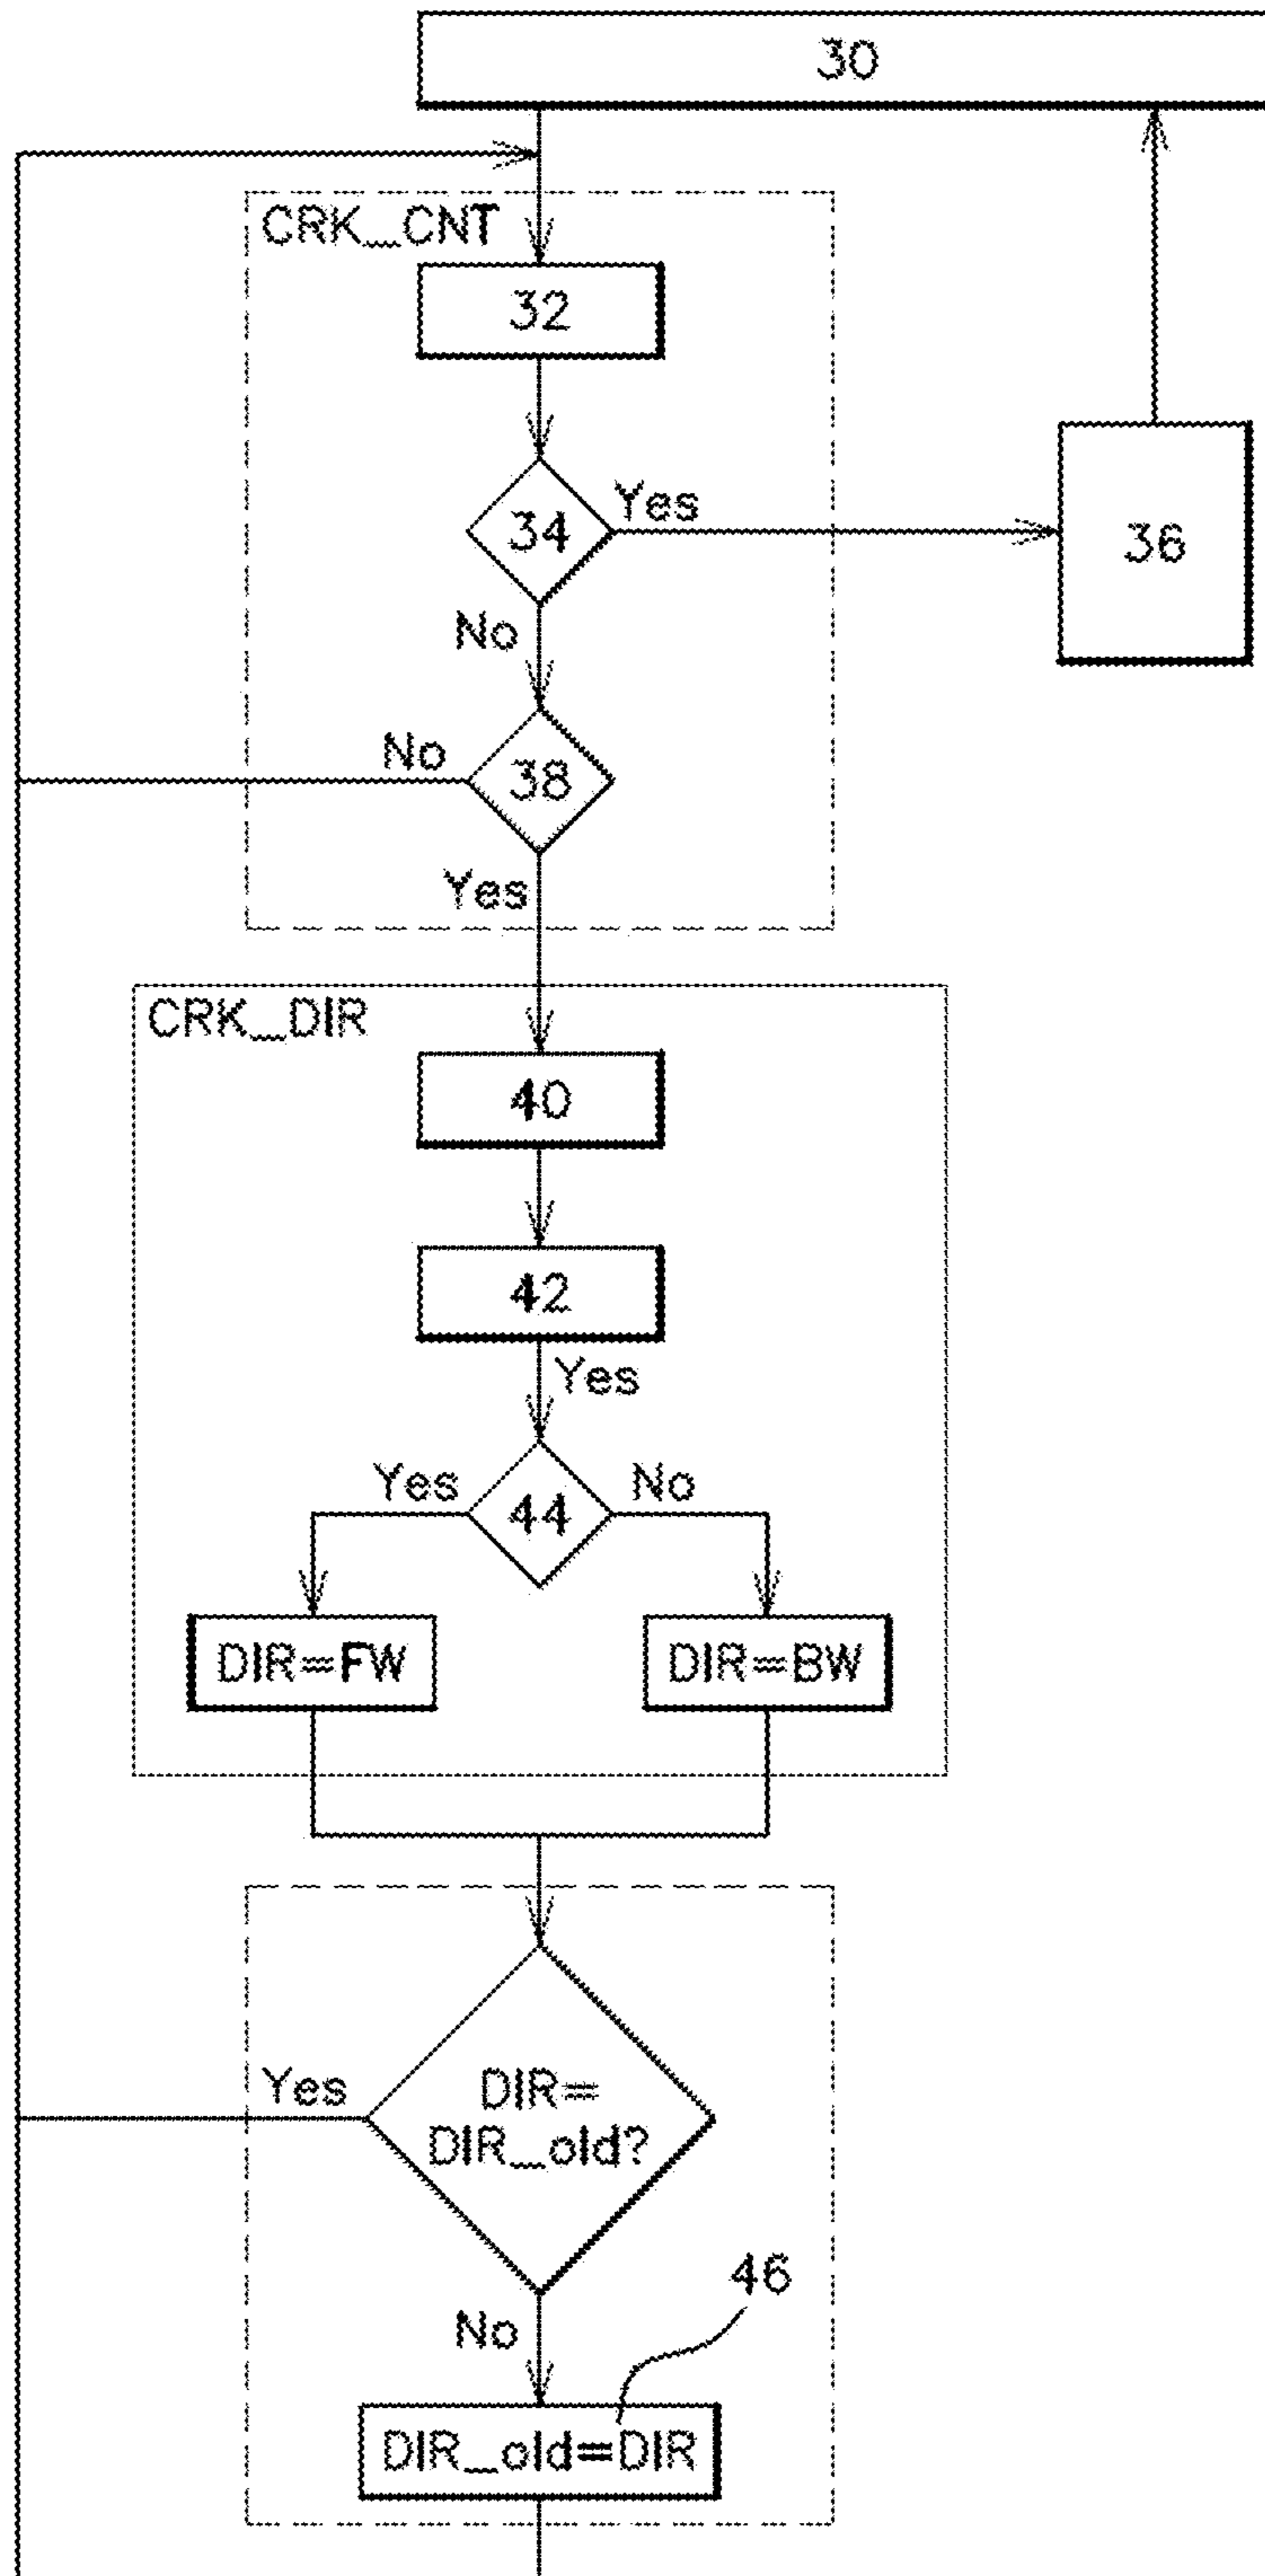 30
CRK_CNT
32
34
Yes
36
No
38
No
Yes
CRK_DIR
40
42
Yes
Yes
44
No
DIR=FW
DIR=BW
Yes
DIR=
DIR_old?
46
No
DIR_old=DIR